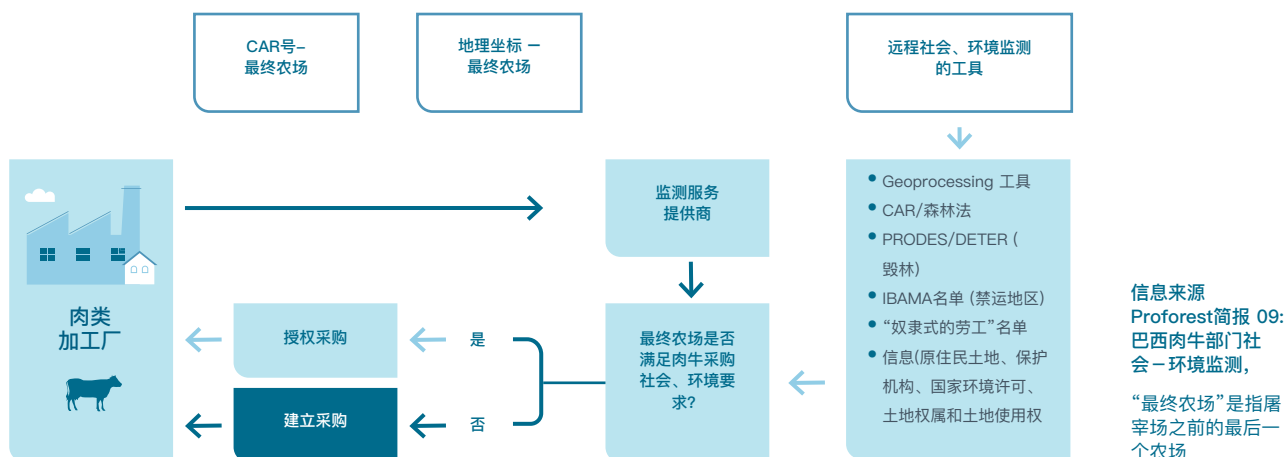 CAR号–
最终农场
地理坐标 –
最终农场
远程社会、环境监测
的工具
肉类
加工厂
监测服务
提供商
授权采购
是
建立采购
否
最终农场是否
满足肉牛采购
社会、环境要
求?
• Geoprocessing 工具
• CAR/森林法
• PRODES/DETER (
毁林)
• IBAMA名单 (禁运地区)
• “奴隶式的劳工”名单
• 信息(原住民土地、保护
机构、国家环境许可、
土地权属和土地使用权
信息来源
Proforest简报 09:
巴西肉牛部门社
会–环境监测,
“最终农场”是指屠
宰场之前的最后一
个农场